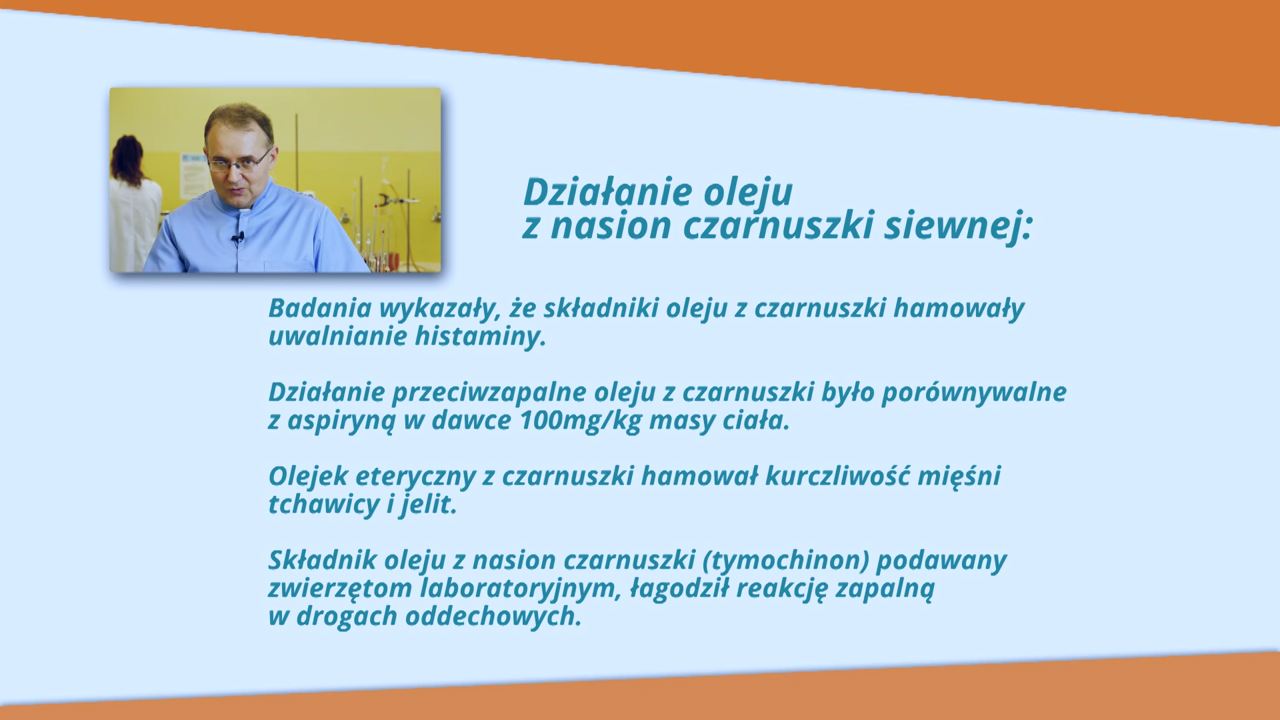 Działanie oleju
z nasion czarnuszki siewnej:
Badania wykazały, że składniki oleju z czarnuszki hamowały
uwalnianie histaminy.
Działanie przeciwzapalne oleju z czarnuszki było porównywalne
z aspiryną w dawce 100mg/kg masy ciała.
Olejek eteryczny z czarnuszki hamował kurczliwość mięśni
tchawicy i jelit.
Składnik oleju z nasion czarnuszki (tymochinon) podawany
zwierzętom laboratoryjnym, łagodził reakcję zapalną
w drogach oddechowych.